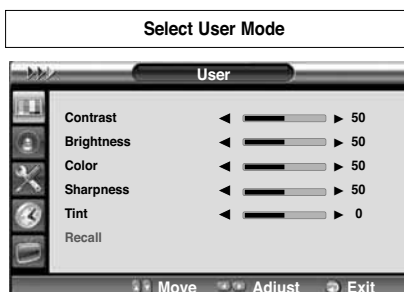 Select User Mode
User
Contrast 50
Brightness 50
Color 50
Sharpness 50
Tint 0
Recall
Move Adjust Exit